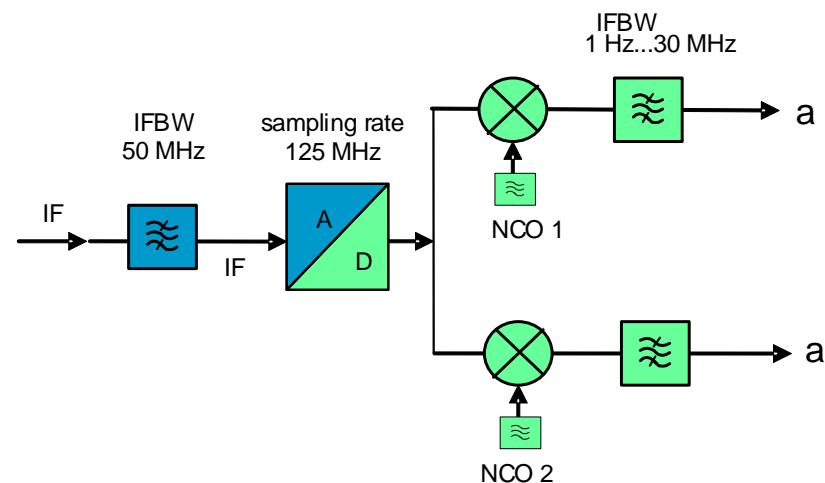 IFBW
1 Hz...30 MHz
IFBW
50 MHz
sampling rate
125 MHz
a
IF
A
D
IF
NCO 1
a
NCO 2